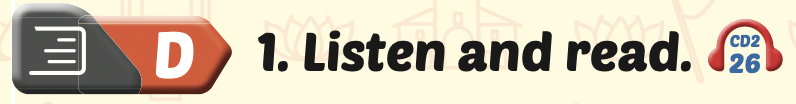 D 1. Listen and read. CD2
26